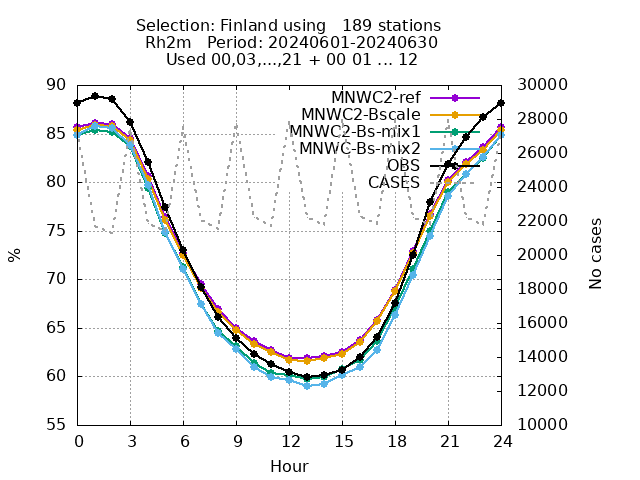 Selection: Finland using   189 stations
Rh2m   Period: 20240601-20240630
Used 00,03,...,21 + 00 01 ... 12
90
85
80
75
70
65
60
55
%
30000
28000
26000
24000
22000
20000
18000
16000
14000
12000
10000
No cases
MNWC2-ref
MNWC2-Bscale
MNWC2-Bs-mix1
MNWC-Bs-mix2
OBS
CASES
0 3 6 9 12 15 18 21 24
Hour